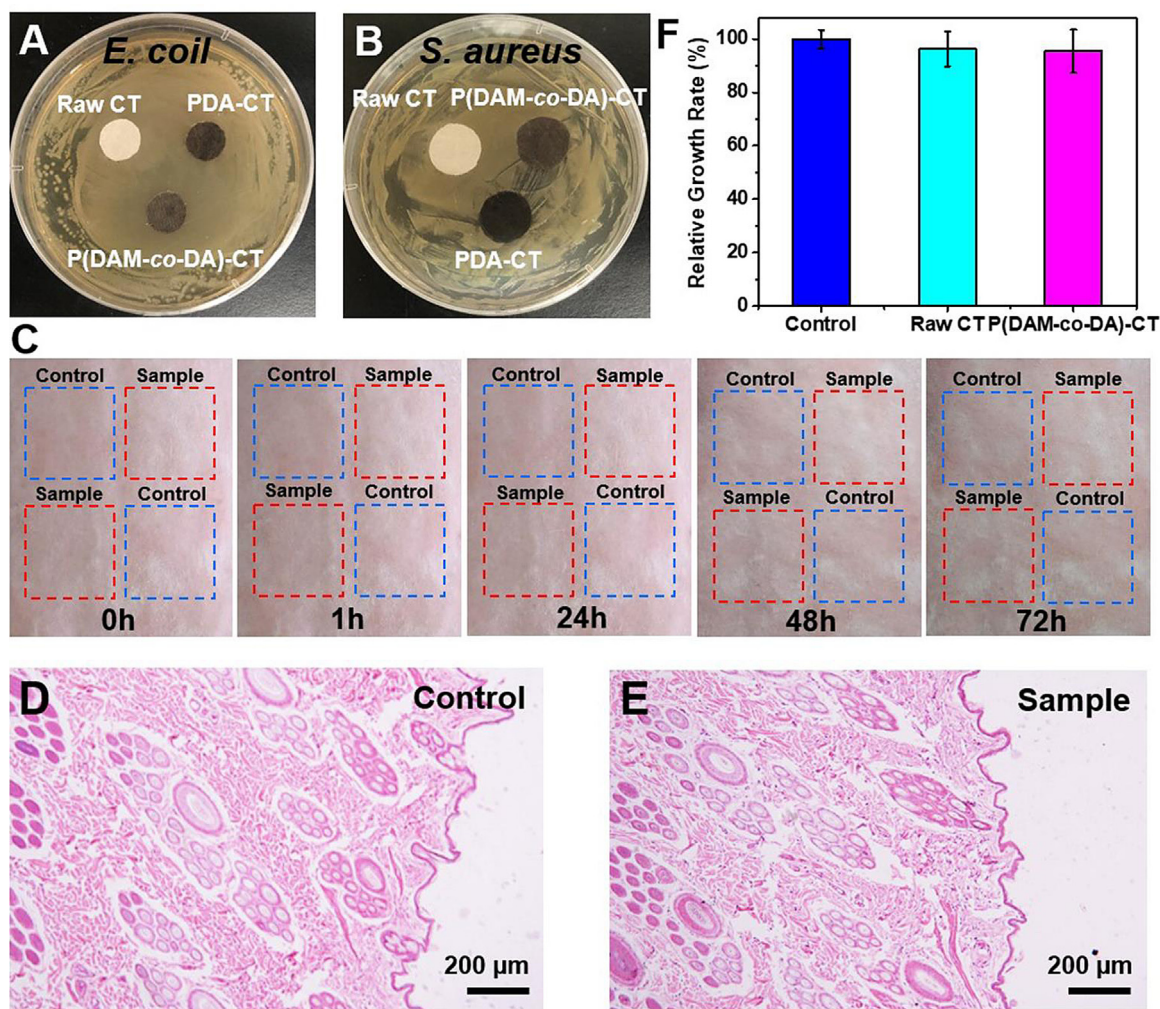 A
E. coil
Raw CT
PDA-CT
P(DAM-co-DA)-CT
B
S. aureus
Raw CT
P(DAM-co-DA)-CT
PDA-CT
F
Relative Growth Rate (%)
100
80
60
40
20
0
Control
Raw CT
P(DAM-co-DA)-CT
C
Control
Sample
Sample
Control
0h
Control
Sample
Sample
Control
1h
Control
Sample
Sample
Control
24h
Control
Sample
Sample
Control
48h
Control
Sample
Sample
Control
72h
D
Control
200 µm
E
Sample
200 µm